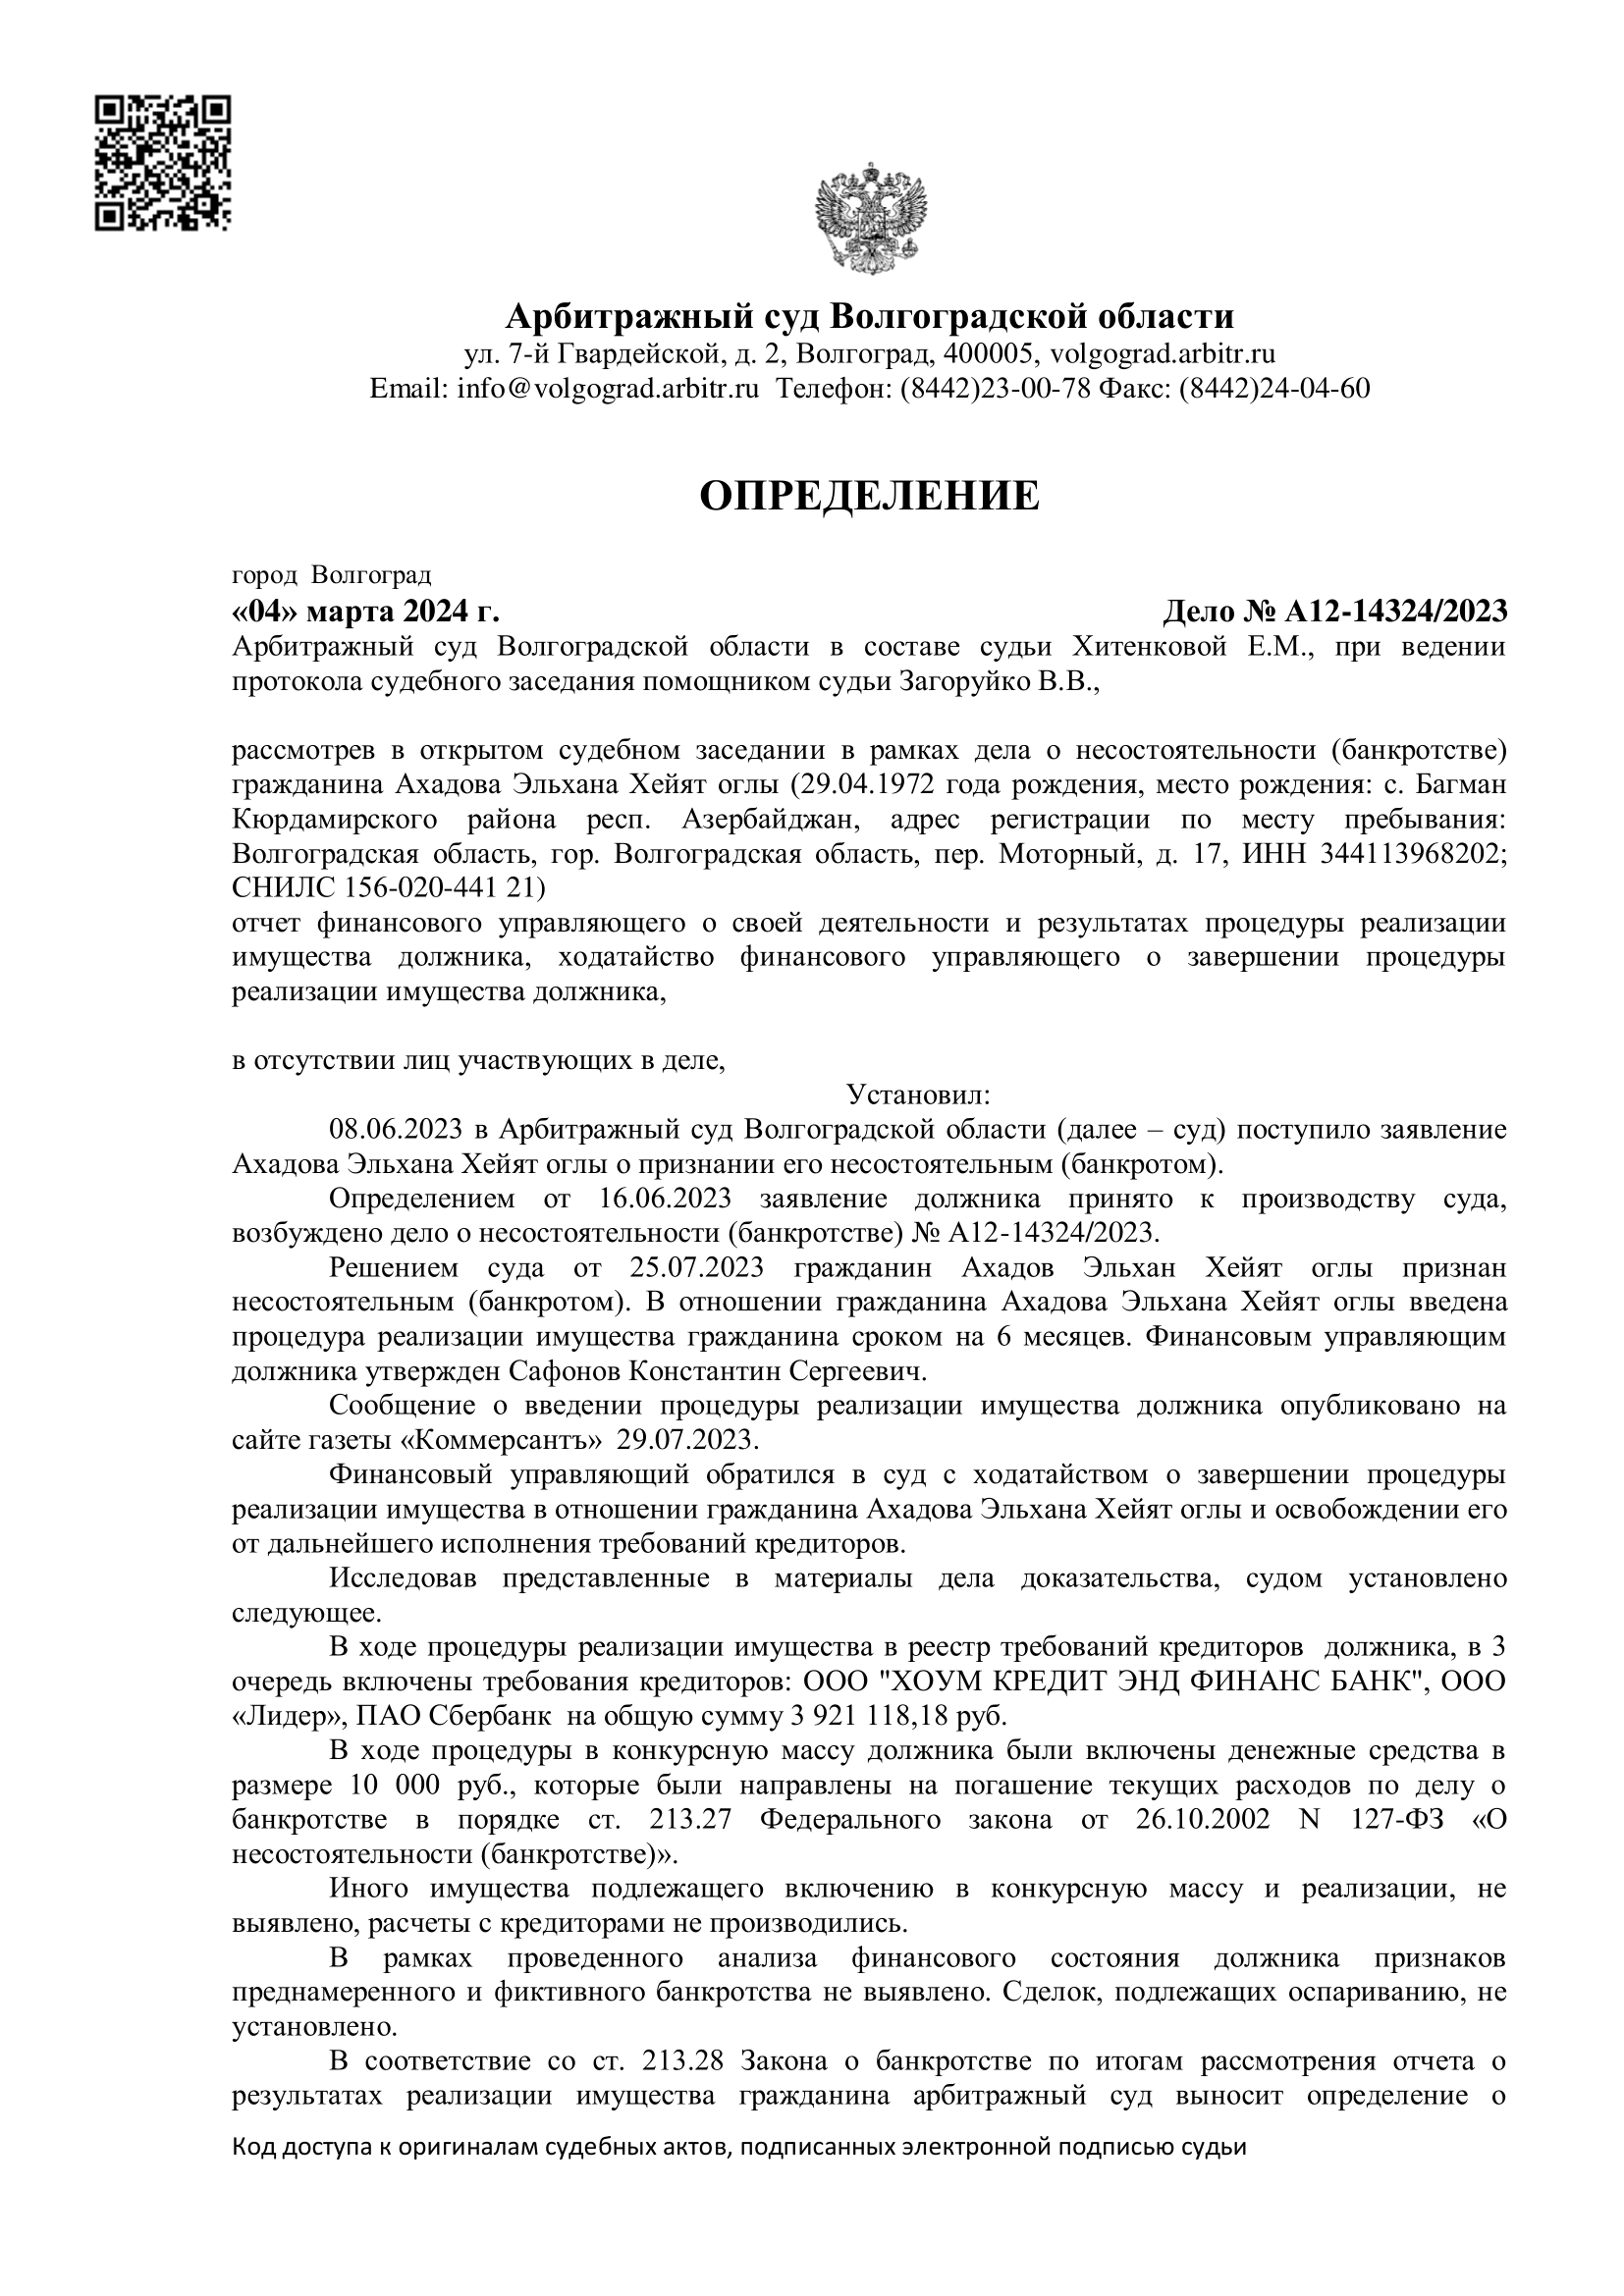 Арбитражный суд Волгоградской области
ул. 7-й Гвардейской, д. 2, Волгоград, 400005, volgograd.arbitr.ru
Email: info@volgograd.arbitr.ru  Телефон: (8442)23-00-78 Факс: (8442)24-04-60
ОПРЕДЕЛЕНИЕ
город  Волгоград
«04» марта 2024 г. Дело № А12-14324/2023
Арбитражный суд Волгоградской области в составе судьи Хитенковой Е.М., при ведении
протокола судебного заседания помощником судьи Загоруйко В.В.,
рассмотрев в открытом судебном заседании в рамках дела о несостоятельности (банкротстве)
гражданина Ахадова Эльхана Хейят оглы (29.04.1972 года рождения, место рождения: с. Багман
Кюрдамирского района респ. Азербайджан, адрес регистрации по месту пребывания:
Волгоградская область, гор. Волгоградская область, пер. Моторный, д. 17, ИНН 344113968202;
СНИЛС 156-020-441 21)
отчет финансового управляющего о своей деятельности и результатах процедуры реализации
имущества должника, ходатайство финансового управляющего о завершении процедуры
реализации имущества должника,
в отсутствии лиц участвующих в деле,
Установил:
08.06.2023 в Арбитражный суд Волгоградской области (далее – суд) поступило заявление
Ахадова Эльхана Хейят оглы о признании его несостоятельным (банкротом).
Определением от 16.06.2023 заявление должника принято к производству суда,
возбуждено дело о несостоятельности (банкротстве) № А12-14324/2023.
Решением суда от 25.07.2023 гражданин Ахадов Эльхан Хейят оглы признан
несостоятельным (банкротом). В отношении гражданина Ахадова Эльхана Хейят оглы введена
процедура реализации имущества гражданина сроком на 6 месяцев. Финансовым управляющим
должника утвержден Сафонов Константин Сергеевич.
Сообщение о введении процедуры реализации имущества должника опубликовано на
сайте газеты «Коммерсантъ»  29.07.2023.
Финансовый управляющий обратился в суд с ходатайством о завершении процедуры
реализации имущества в отношении гражданина Ахадова Эльхана Хейят оглы и освобождении его
от дальнейшего исполнения требований кредиторов.
Исследовав представленные в материалы дела доказательства, судом установлено
следующее.
В ходе процедуры реализации имущества в реестр требований кредиторов  должника, в 3
очередь включены требования кредиторов: ООО "ХОУМ КРЕДИТ ЭНД ФИНАНС БАНК", ООО
«Лидер», ПАО Сбербанк  на общую сумму 3 921 118,18 руб.
В ходе процедуры в конкурсную массу должника были включены денежные средства в
размере 10 000 руб., которые были направлены на погашение текущих расходов по делу о
банкротстве в порядке ст. 213.27 Федерального закона от 26.10.2002 N 127-ФЗ «О
несостоятельности (банкротстве)».
Иного имущества подлежащего включению в конкурсную массу и реализации, не
выявлено, расчеты с кредиторами не производились.
В рамках проведенного анализа финансового состояния должника признаков
преднамеренного и фиктивного банкротства не выявлено. Сделок, подлежащих оспариванию, не
установлено.
В соответствие со ст. 213.28 Закона о банкротстве по итогам рассмотрения отчета о
результатах реализации имущества гражданина арбитражный суд выносит определение о
Код доступа к оригиналам судебных актов, подписанных электронной подписью судьи